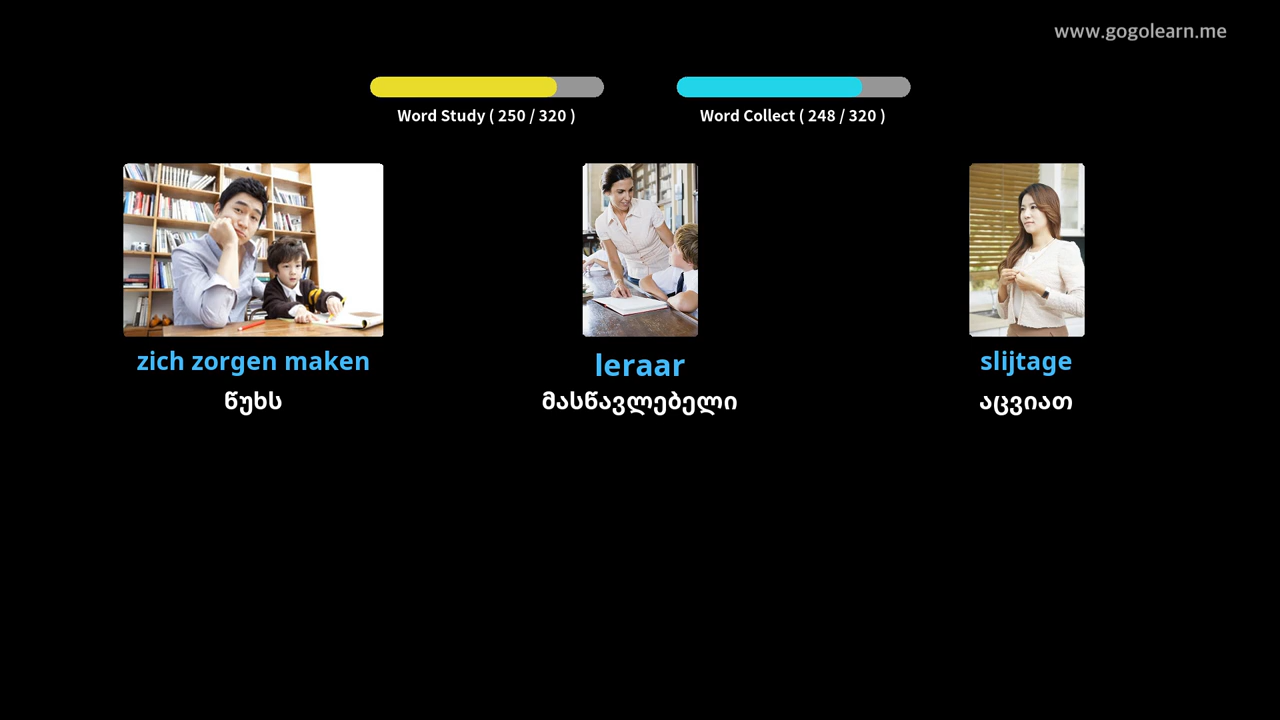 www.gogolearn.me
Word Study ( 250 / 320 )
Word Collect ( 248 / 320 )
zich zorgen maken
leraar
slijtage
წუხს
მასწავლებელი
აცვიათ